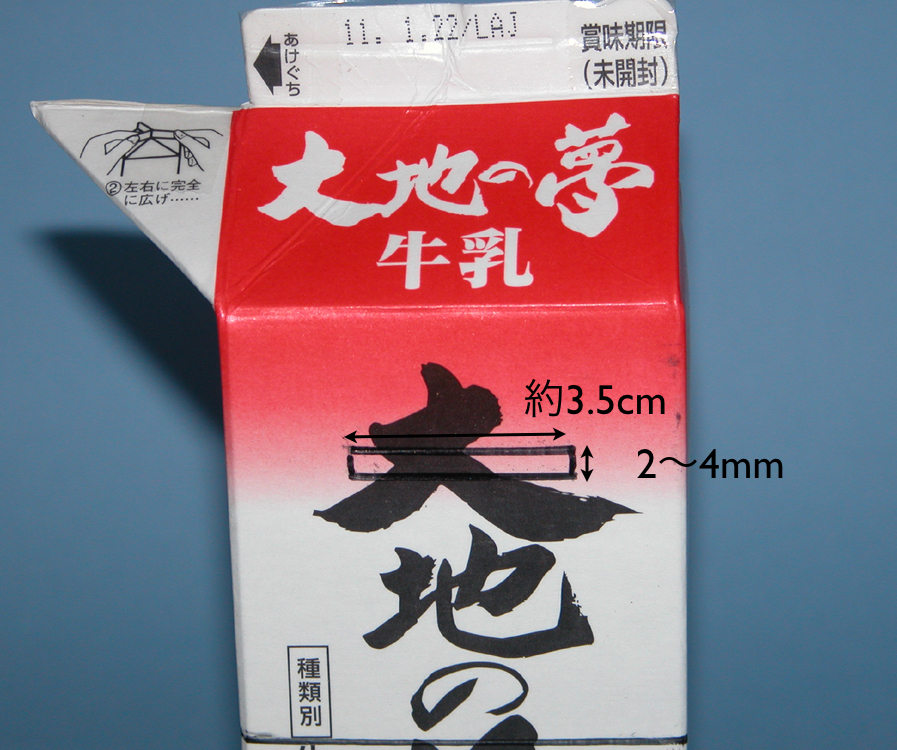 11. 1.22/LAJ
賞味期限
(未開封)
あけぐち
②左右に完全
に広げ……
大地の夢
牛乳
約3.5cm
2〜4mm
大地の
種類別